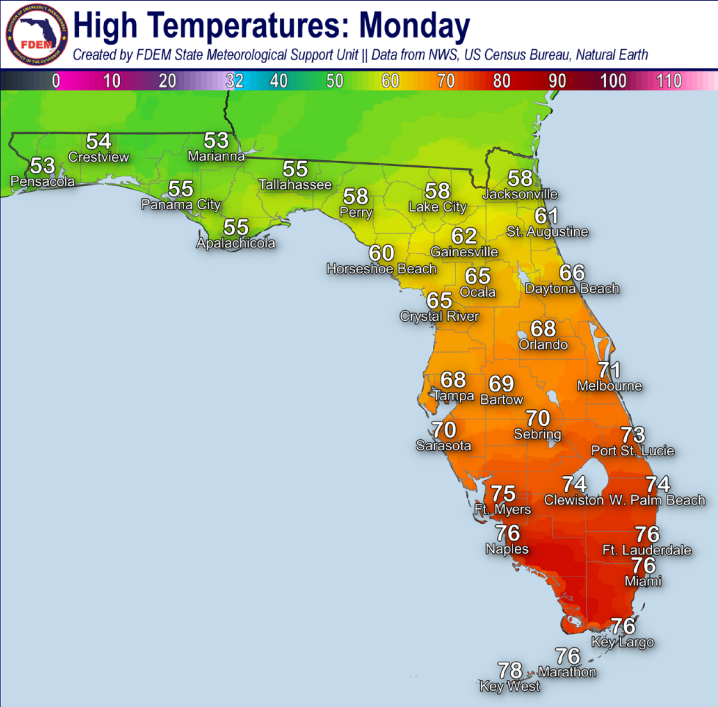 High Temperatures: Monday
Created by FDEM State Meteorological Support Unit || Data from NWS, US Census Bureau, Natural Earth
FDEM
0 10 20 32 40 50 60 70 80 90 100 110
54
Crestview
53
Marianna
53
Pensacola
55
Tallahassee
55
Panama City
58
Perry
58
Lake City
58
Jacksonville
61
St. Augustine
55
Apalachicola
62
Gainesville
60
Horseshoe Beach
65
Ocala
66
Daytona Beach
65
Crystal River
68
Orlando
71
Melbourne
68
Tampa
69
Bartow
70
Sebring
70
Sarasota
73
Port St. Lucie
75
Ft. Myers
74
Clewiston
74
W. Palm Beach
76
Naples
76
Ft. Lauderdale
76
Miami
76
Key Largo
76
Marathon
78
Key West